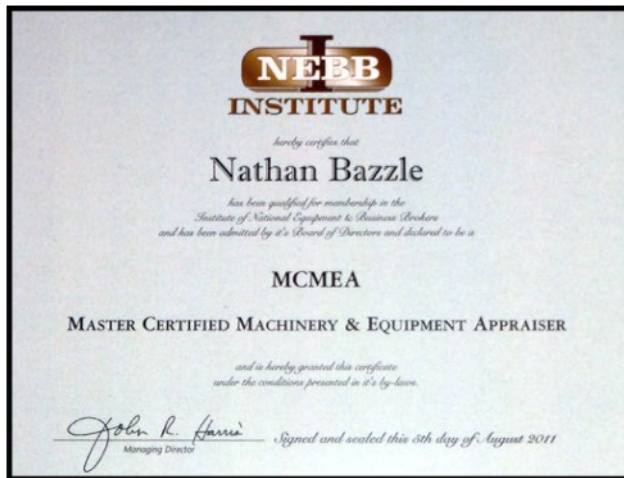 I
NEBB
INSTITUTE
hereby certifies that
Nathan Bazzle
has been qualified for membership in the
Institute of National Equipment & Business Brokers
and has been admitted by it's Board of Directors and declared to be a
MCMEA
MASTER CERTIFIED MACHINERY & EQUIPMENT APPRAISER
and is hereby granted this certificate
under the conditions presented in it's by-laws.
John R. Harris
Signed and sealed this 5th day of August 2011
Managing Director